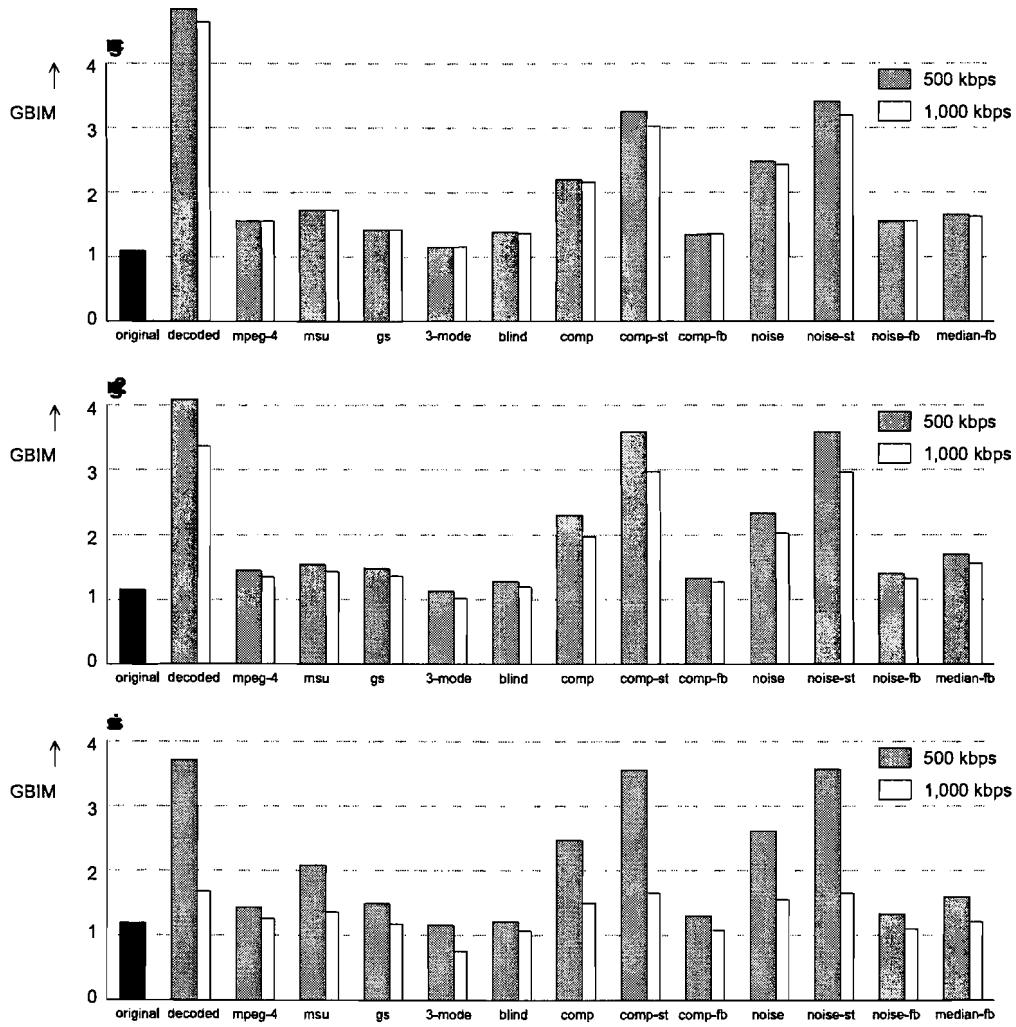 4
GBIM
3
2
1
0
500 kbps
1,000 kbps
original decoded mpeg-4 msu gs 3-mode blind comp comp-st comp-fb noise noise-st noise-fb median-fb
4
GBIM
3
2
1
0
500 kbps
1,000 kbps
original decoded mpeg-4 msu gs 3-mode blind comp comp-st comp-fb noise noise-st noise-fb median-fb
4
GBIM
3
2
1
0
500 kbps
1,000 kbps
original decoded mpeg-4 msu gs 3-mode blind comp comp-st comp-fb noise noise-st noise-fb median-fb